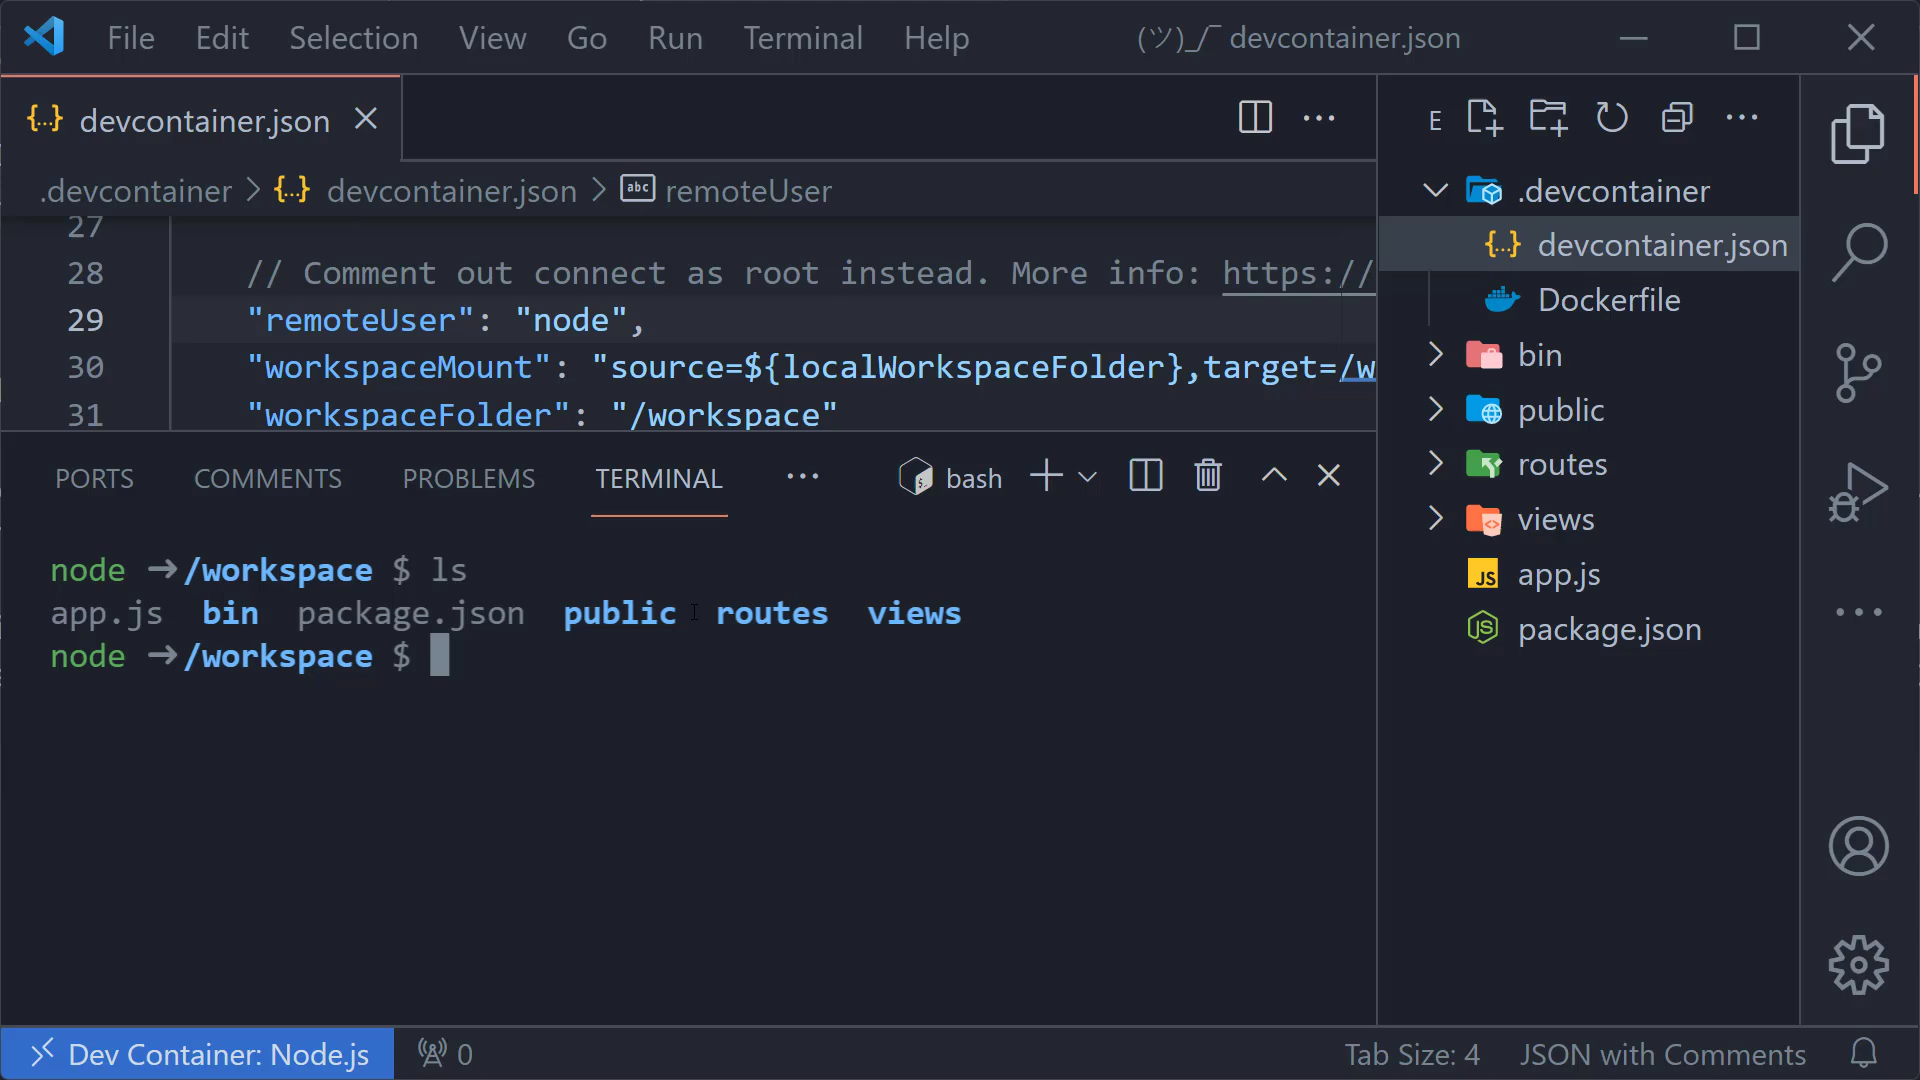 File Edit Selection View Go Run Terminal Help (ツ)_/¯ devcontainer.json
{..} devcontainer.json
.devcontainer > {..} devcontainer.json > abc remoteUser
27
28 // Comment out connect as root instead. More info: https://
29 "remoteUser": "node",
30 "workspaceMount": "source=${localWorkspaceFolder},target=/w
31 "workspaceFolder": "/workspace"
PORTS COMMENTS PROBLEMS TERMINAL ··· bash
node ➜ /workspace $ ls
app.js bin package.json public routes views
node ➜ /workspace $
E
.devcontainer
{..} devcontainer.json
Dockerfile
bin
public
routes
views
JS app.js
JS package.json
Dev Container: Node.js 0 Tab Size: 4 JSON with Comments